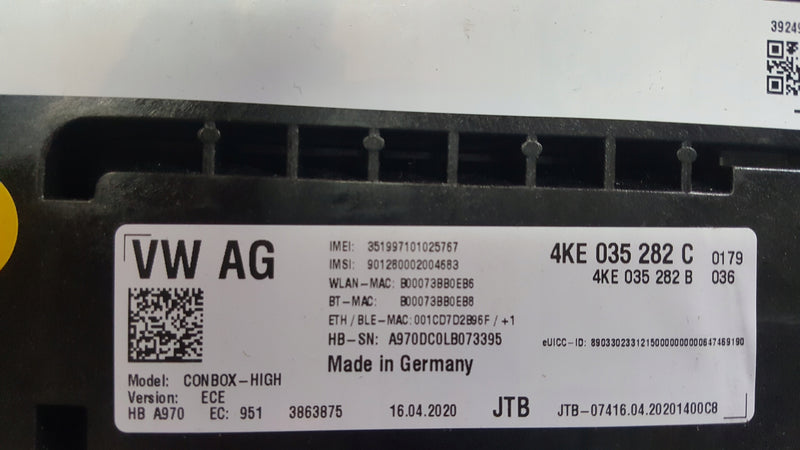 39249
VW AG
IMEI: 351997101025767
IMSI: 901280002004683
WLAN-MAC: B00073BB0EB6
BT-MAC: B00073BB0EB8
ETH / BLE-MAC: 001CD7D2B96F / +1
HB-SN: A970DC0LB073395
Made in Germany
4KE 035 282 C 0179
4KE 035 282 B 036
eUICC-ID: 89033023312150000000000647469190
Model: CONBOX-HIGH
Version: ECE
HB A970 EC: 951 3863875 16.04.2020 JTB JTB-07416.04.20201400C8